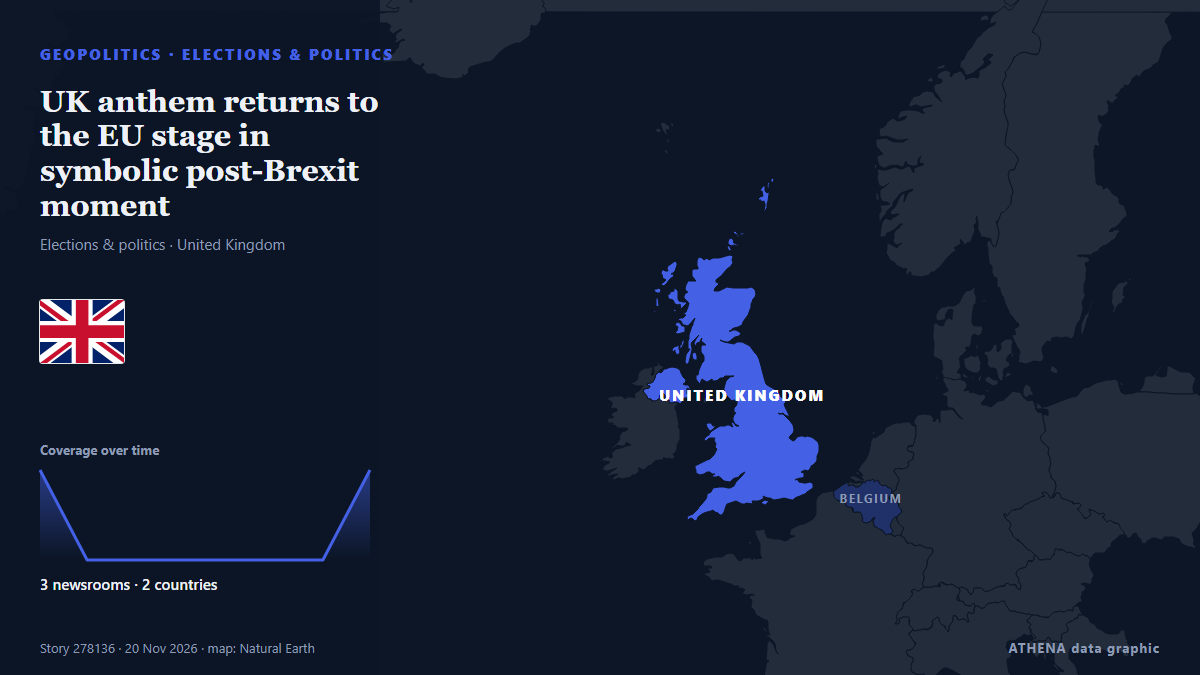 GEOPOLITICS · ELECTIONS & POLITICS
UK anthem returns to
the EU stage in
symbolic post-Brexit
moment
Elections & politics · United Kingdom
UNITED KINGDOM
BELGIUM
Coverage over time
3 newsrooms · 2 countries
Story 278136 · 20 Nov 2026 · map: Natural Earth
ATHENA data graphic